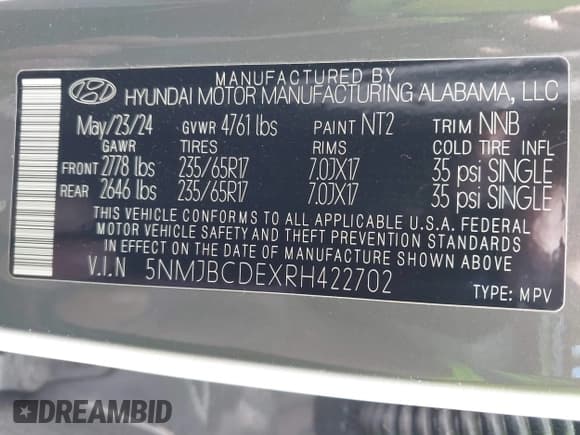 MANUFACTURED BY
HYUNDAI MOTOR MANUFACTURING ALABAMA, LLC
May/23/24 GVWR 4761 lbs PAINT NT2 TRIM NNB
GAWR TIRES RIMS COLD TIRE INFL
FRONT 2778 lbs 235/65R17 7.0JX17 35 psi SINGLE
REAR 2646 lbs 235/65R17 7.0JX17 35 psi SINGLE
THIS VEHICLE CONFORMS TO ALL APPLICABLE U.S.A. FEDERAL
MOTOR VEHICLE SAFETY AND THEFT PREVENTION STANDARDS
IN EFFECT ON THE DATE OF MANUFACTURE SHOWN ABOVE.
V.I.N 5NMJBCDEXRH422702
TYPE: MPV
DREAMBID